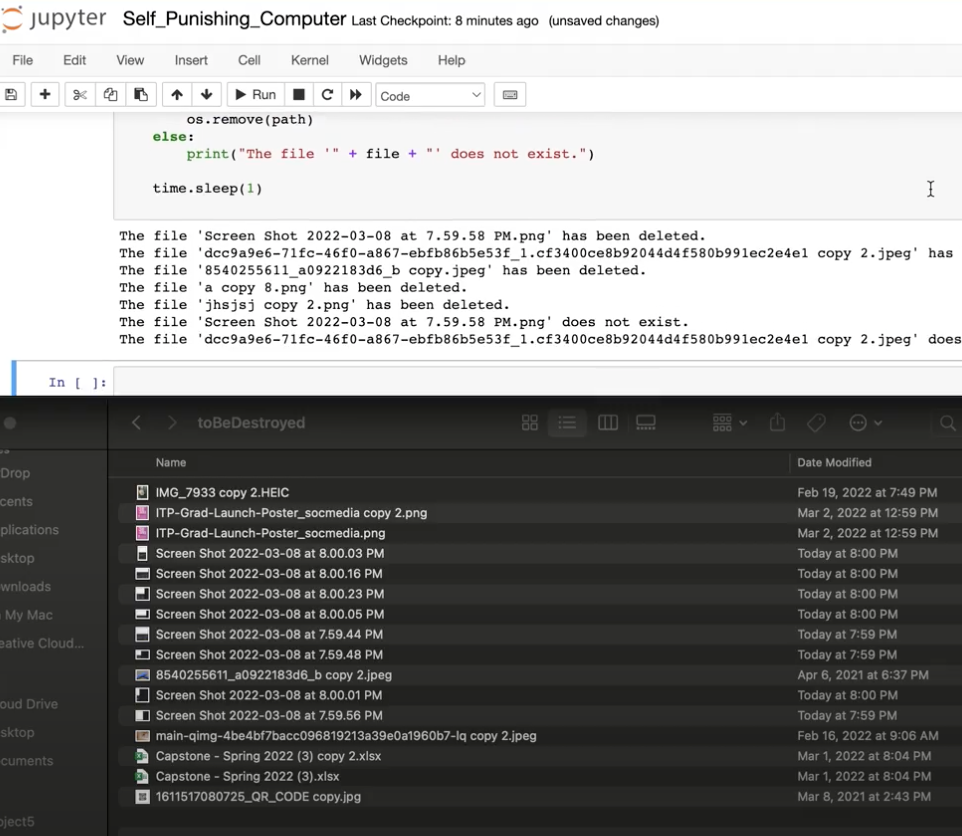 jupyter Self_Punishing_Computer Last Checkpoint: 8 minutes ago (unsaved changes)
File Edit View Insert Cell Kernel Widgets Help
Run Code
os.remove(path)
else:
print("The file '" + file + "' does not exist.")
time.sleep(1)
The file 'Screen Shot 2022-03-08 at 7.59.58 PM.png' has been deleted.
The file 'dcc9a9e6-71fc-46f0-a867-ebfb86b5e53f_1.cf3400ce8b92044d4f580b991ec2e4e1 copy 2.jpeg' has
The file '8540255611_a0922183d6_b copy.jpeg' has been deleted.
The file 'a copy 8.png' has been deleted.
The file 'jhsjsj copy 2.png' has been deleted.
The file 'Screen Shot 2022-03-08 at 7.59.58 PM.png' does not exist.
The file 'dcc9a9e6-71fc-46f0-a867-ebfb86b5e53f_1.cf3400ce8b92044d4f580b991ec2e4e1 copy 2.jpeg' does
In [ ]:
toBeDestroyed
Name Date Modified
Drop
cents
plications
sktop
wnloads
My Mac
eative Cloud...
oud Drive
sktop
cuments
oject5
IMG_7933 copy 2.HEIC Feb 19, 2022 at 7:49 PM
ITP-Grad-Launch-Poster_socmedia copy 2.png Mar 2, 2022 at 12:59 PM
ITP-Grad-Launch-Poster_socmedia.png Mar 2, 2022 at 12:59 PM
Screen Shot 2022-03-08 at 8.00.03 PM Today at 8:00 PM
Screen Shot 2022-03-08 at 8.00.16 PM Today at 8:00 PM
Screen Shot 2022-03-08 at 8.00.23 PM Today at 8:00 PM
Screen Shot 2022-03-08 at 8.00.05 PM Today at 8:00 PM
Screen Shot 2022-03-08 at 7.59.44 PM Today at 7:59 PM
Screen Shot 2022-03-08 at 7.59.48 PM Today at 8:00 PM
8540255611_a0922183d6_b copy 2.jpeg Apr 6, 2021 at 6:37 PM
Screen Shot 2022-03-08 at 8.00.01 PM Today at 8:00 PM
Screen Shot 2022-03-08 at 7.59.56 PM Today at 7:59 PM
main-qimg-4be4bf7bacc096819213a39e0a1960b7-lq copy 2.jpeg Feb 16, 2022 at 9:06 AM
Capstone - Spring 2022 (3) copy 2.xlsx Mar 1, 2022 at 8:04 PM
Capstone - Spring 2022 (3).xlsx Mar 1, 2022 at 8:04 PM
1611517080725_QR_CODE copy.jpg Mar 8, 2021 at 2:43 PM